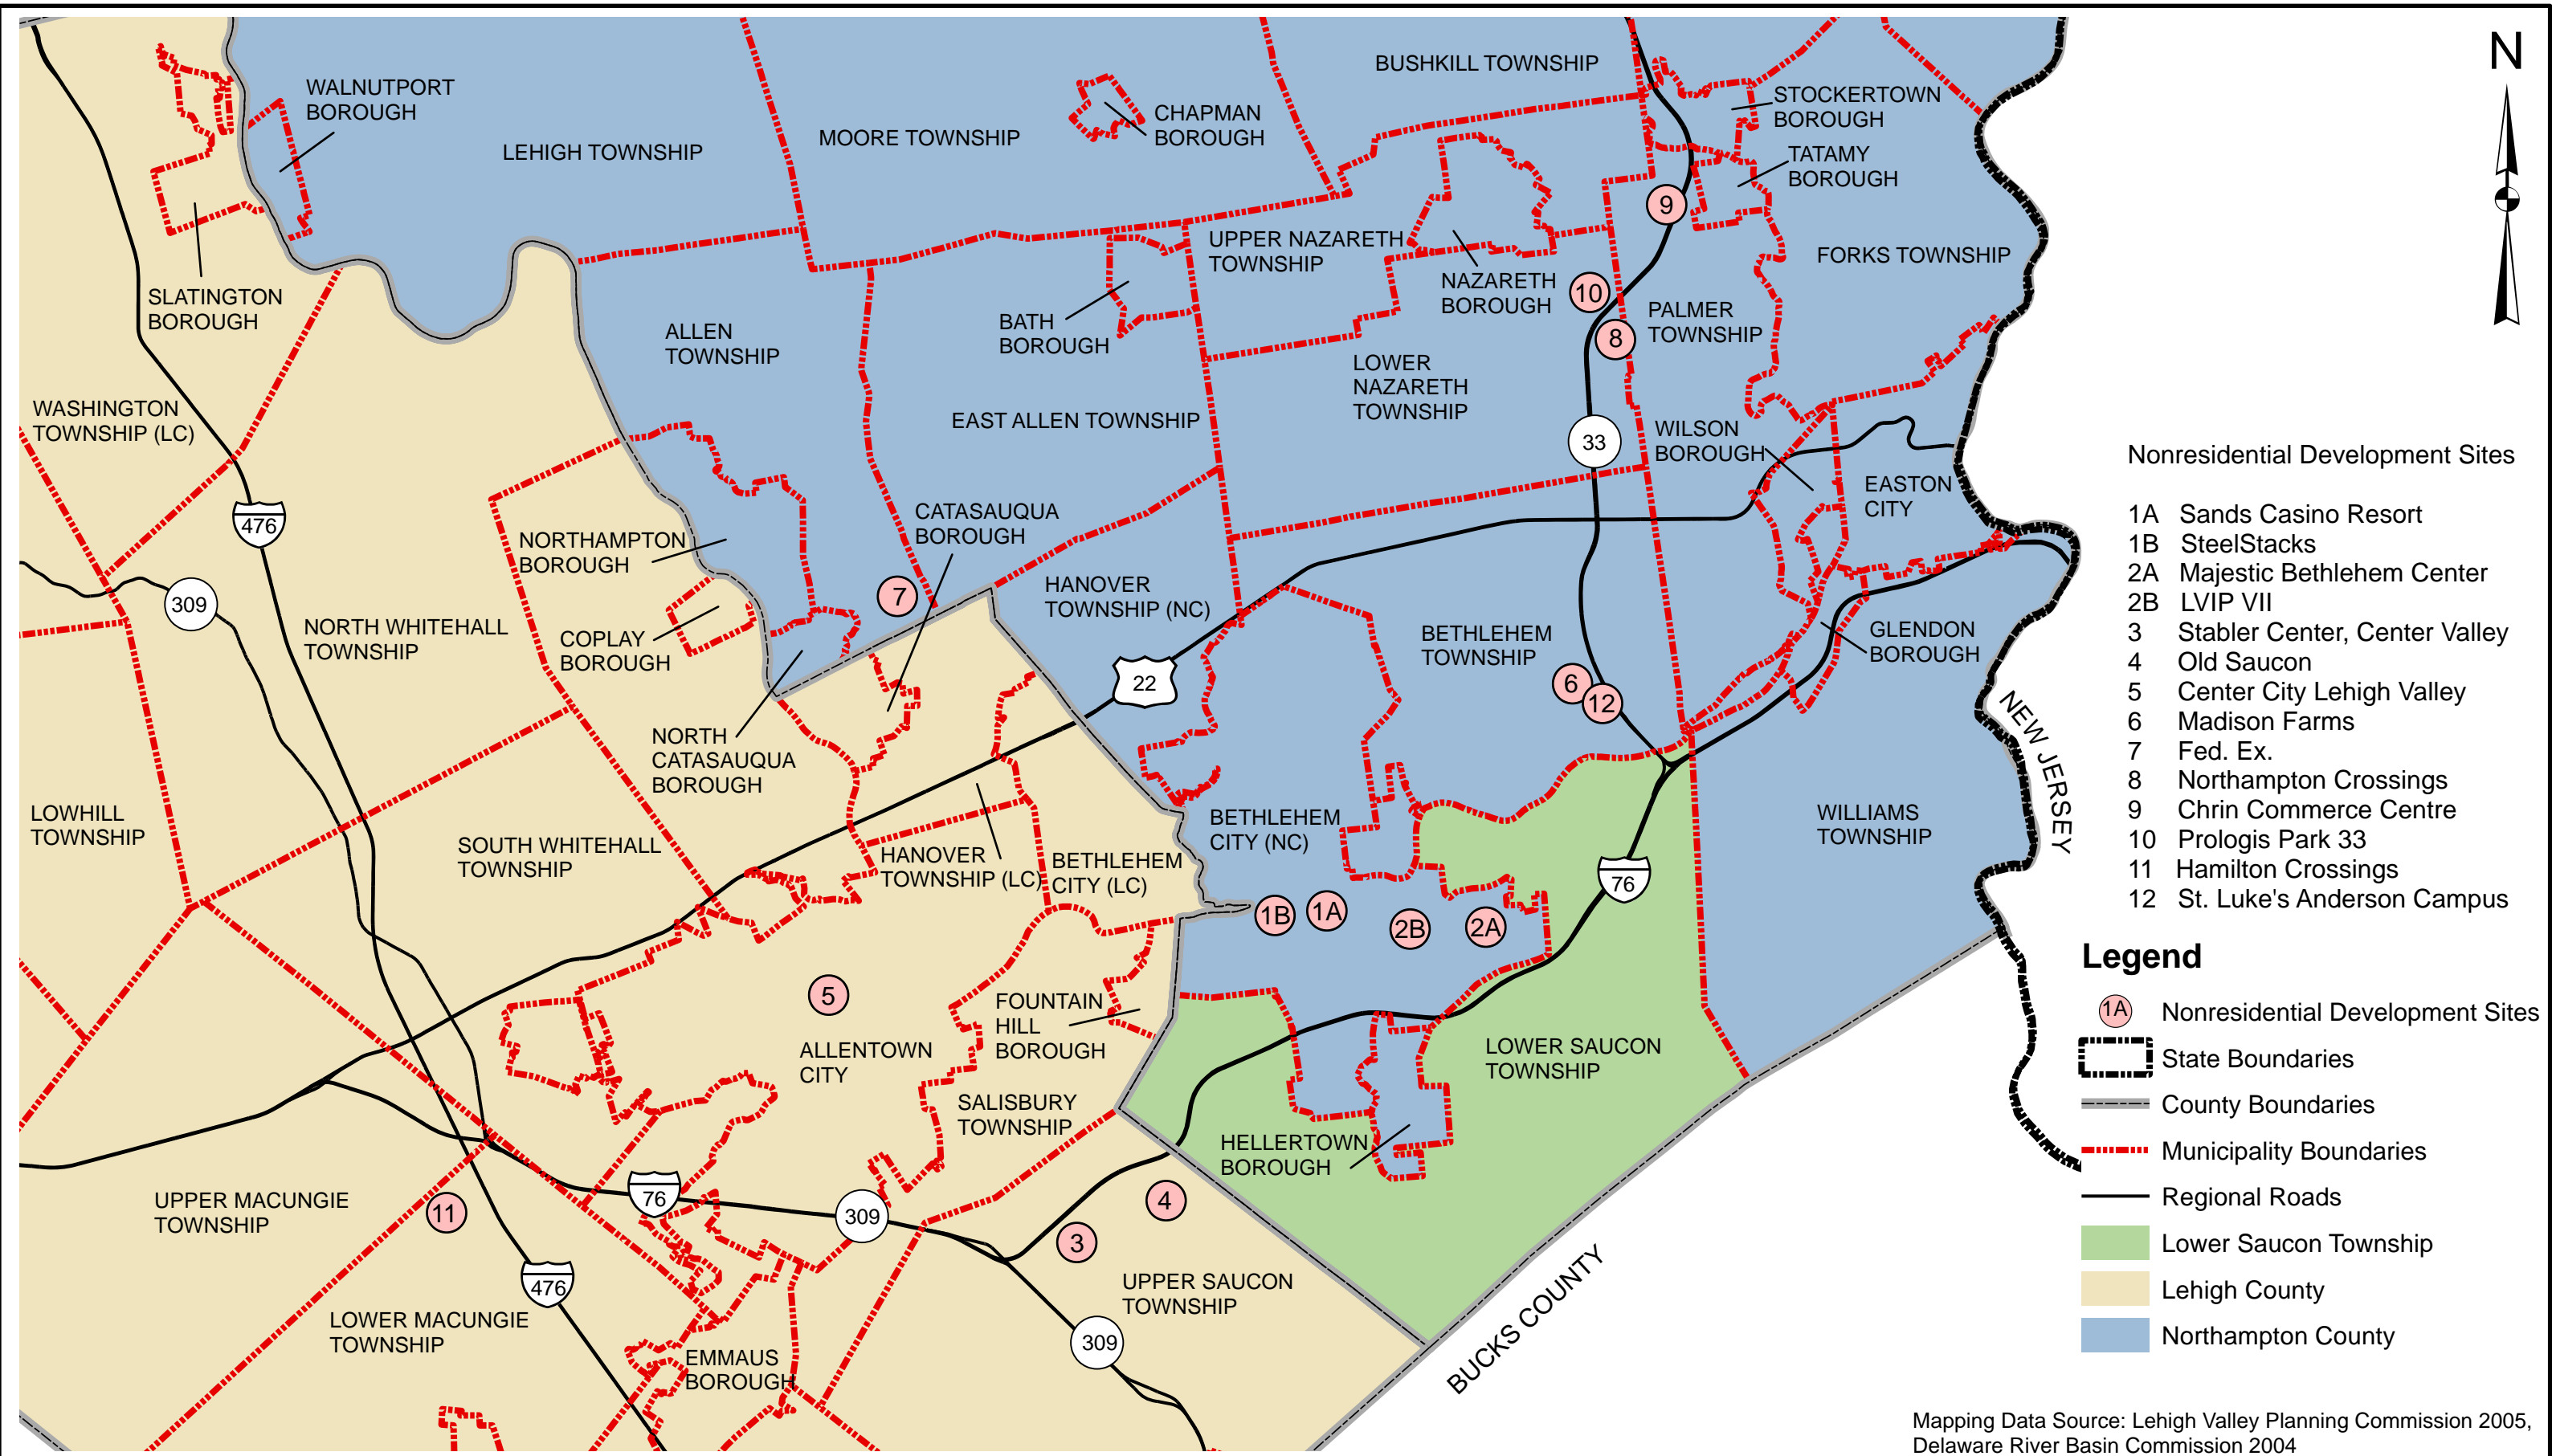 N
BUSHKILL TOWNSHIP
WALNUTPORT
BOROUGH
STOCKERTOWN
BOROUGH
CHAPMAN
BOROUGH
MOORE TOWNSHIP
LEHIGH TOWNSHIP
TATAMY
BOROUGH
9
UPPER NAZARETH
TOWNSHIP
FORKS TOWNSHIP
SLATINGTON
BOROUGH
NAZARETH
BOROUGH
10
PALMER
TOWNSHIP
BATH
BOROUGH
ALLEN
TOWNSHIP
8
LOWER
NAZARETH
TOWNSHIP
WASHINGTON
TOWNSHIP (LC)
EAST ALLEN TOWNSHIP
33
WILSON
BOROUGH
EASTON
CITY
476
CATASAUQUA
BOROUGH
NORTHAMPTON
BOROUGH
HANOVER
TOWNSHIP (NC)
7
309
NORTH WHITEHALL
TOWNSHIP
COPLAY
BOROUGH
BETHLEHEM
TOWNSHIP
GLENDON
BOROUGH
22
6
12
NORTH
CATASAUQUA
BOROUGH
NEW JERSEY
LOWHILL
TOWNSHIP
SOUTH WHITEHALL
TOWNSHIP
HANOVER
TOWNSHIP (LC)
BETHLEHEM
CITY (LC)
BETHLEHEM
CITY (NC)
WILLIAMS
TOWNSHIP
76
1B
1A
2B
2A
5
FOUNTAIN
HILL
BOROUGH
ALLENTOWN
CITY
LOWER SAUCON
TOWNSHIP
SALISBURY
TOWNSHIP
HELLERTOWN
BOROUGH
UPPER MACUNGIE
TOWNSHIP
11
76
309
4
3
476
UPPER SAUCON
TOWNSHIP
LOWER MACUNGIE
TOWNSHIP
309
EMMAUS
BOROUGH
BUCKS COUNTY
Nonresidential Development Sites
1A Sands Casino Resort
1B SteelStacks
2A Majestic Bethlehem Center
2B LVIP VII
3 Stabler Center, Center Valley
4 Old Saucon
5 Center City Lehigh Valley
6 Madison Farms
7 Fed. Ex.
8 Northampton Crossings
9 Chrin Commerce Centre
10 Prologis Park 33
11 Hamilton Crossings
12 St. Luke's Anderson Campus
Legend
1A Nonresidential Development Sites
State Boundaries
County Boundaries
Municipality Boundaries
Regional Roads
Lower Saucon Township
Lehigh County
Northampton County
Mapping Data Source: Lehigh Valley Planning Commission 2005,
Delaware River Basin Commission 2004